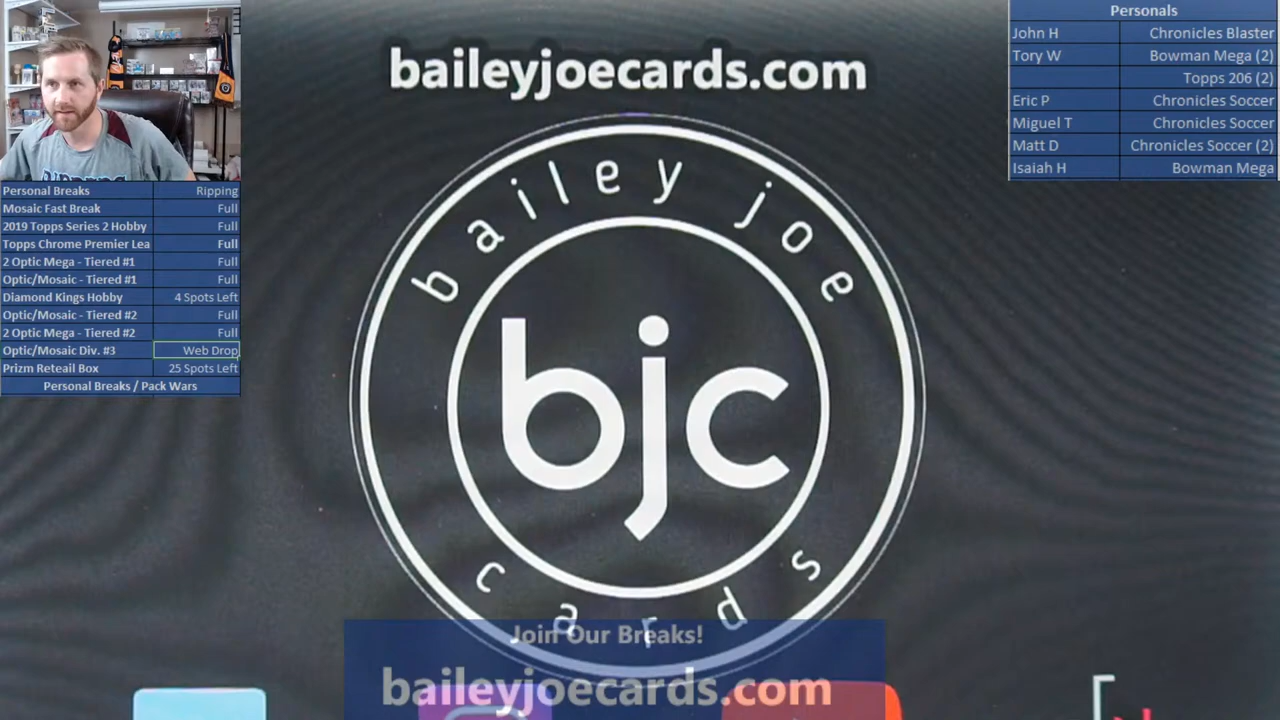 baileyjoecards.com
Personals
John H Chronicles Blaster
Tory W Bowman Mega (2)
Topps 206 (2)
Eric P Chronicles Soccer
Miguel T Chronicles Soccer
Matt D Chronicles Soccer (2)
Isaiah H Bowman Mega
Personal Breaks Ripping
Mosaic Fast Break Full
2019 Topps Series 2 Hobby Full
Topps Chrome Premier Lea Full
2 Optic Mega - Tiered #1 Full
Optic/Mosaic - Tiered #1 Full
Diamond Kings Hobby 4 Spots Left
Optic/Mosaic - Tiered #2 Full
2 Optic Mega - Tiered #2 Full
Optic/Mosaic Div. #3 Web Drop
Prizm Reteail Box 25 Spots Left
Personal Breaks / Pack Wars
bailey joe
bjc
cards
Join Our Breaks!
baileyjoecards.com